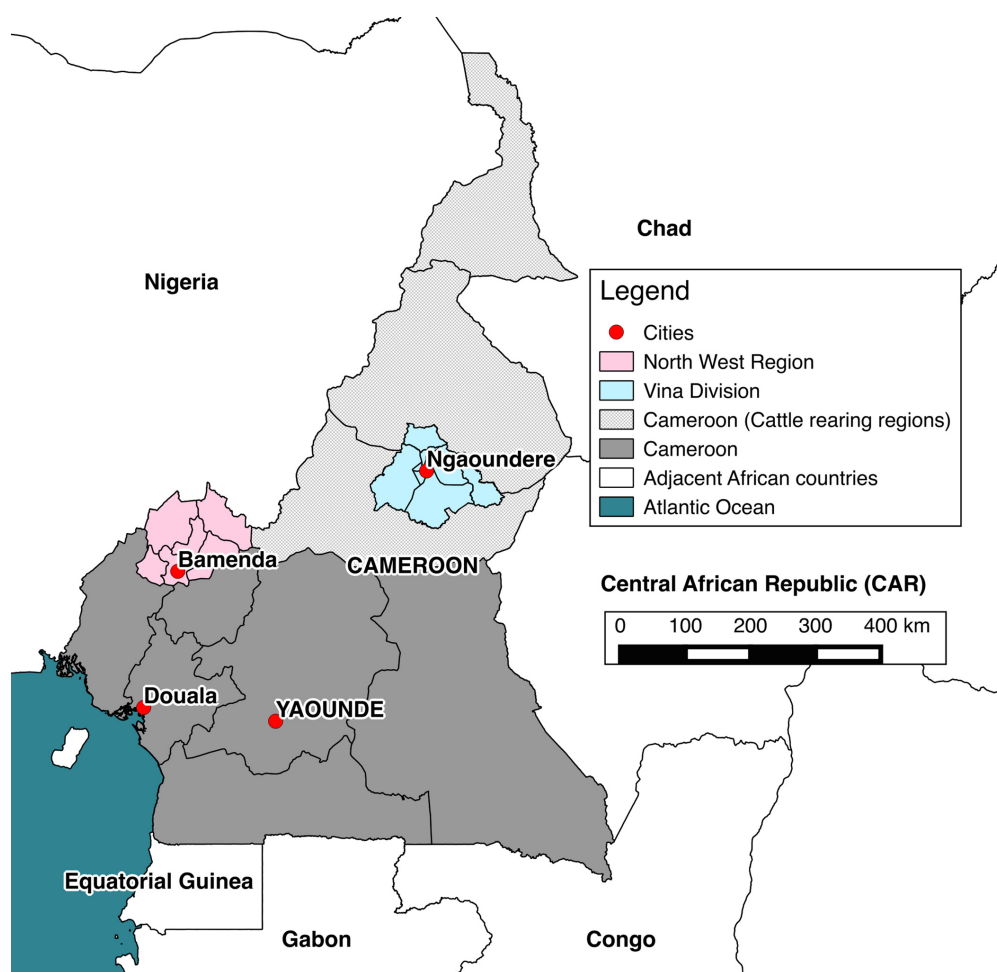 Chad
Nigeria
Legend
Cities
North West Region
Vina Division
Cameroon (Cattle rearing regions)
Cameroon
Adjacent African countries
Atlantic Ocean
Ngaoundere
Bamenda
CAMEROON
Central African Republic (CAR)
0 100 200 300 400 km
Douala
YAOUNDE
Equatorial Guinea
Gabon
Congo